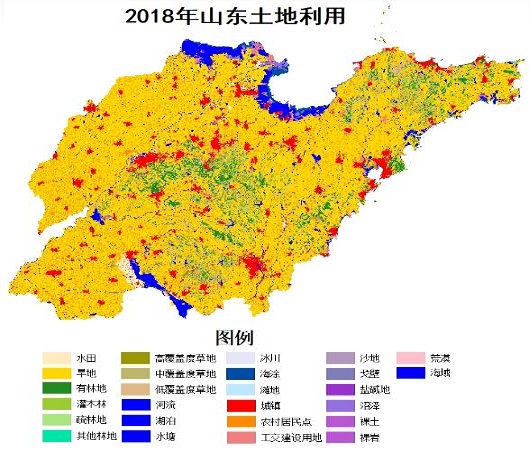 2018年山东土地利用
图例
水田 高覆盖度草地 冰川 沙地 荒漠
旱地 中覆盖度草地 海涂 戈壁 海域
有林地 低覆盖度草地 滩地 盐碱地
灌木林 河流 城镇 沼泽
疏林地 湖泊 农村居民点 裸土
其他林地 水塘 工交建设用地 裸岩